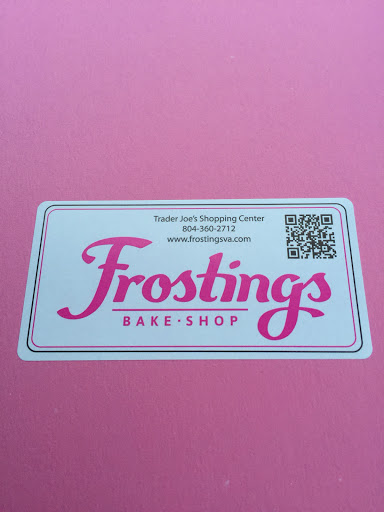 Trader Joe's Shopping Center
804-360-2712
www.frostingsva.com
Frostings
BAKE·SHOP